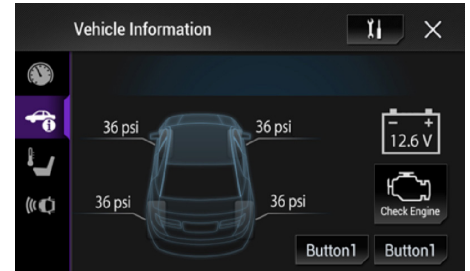 Vehicle Information
36 psi
36 psi
- +
12.6 V
36 psi
36 psi
Check Engine
Button1
Button1